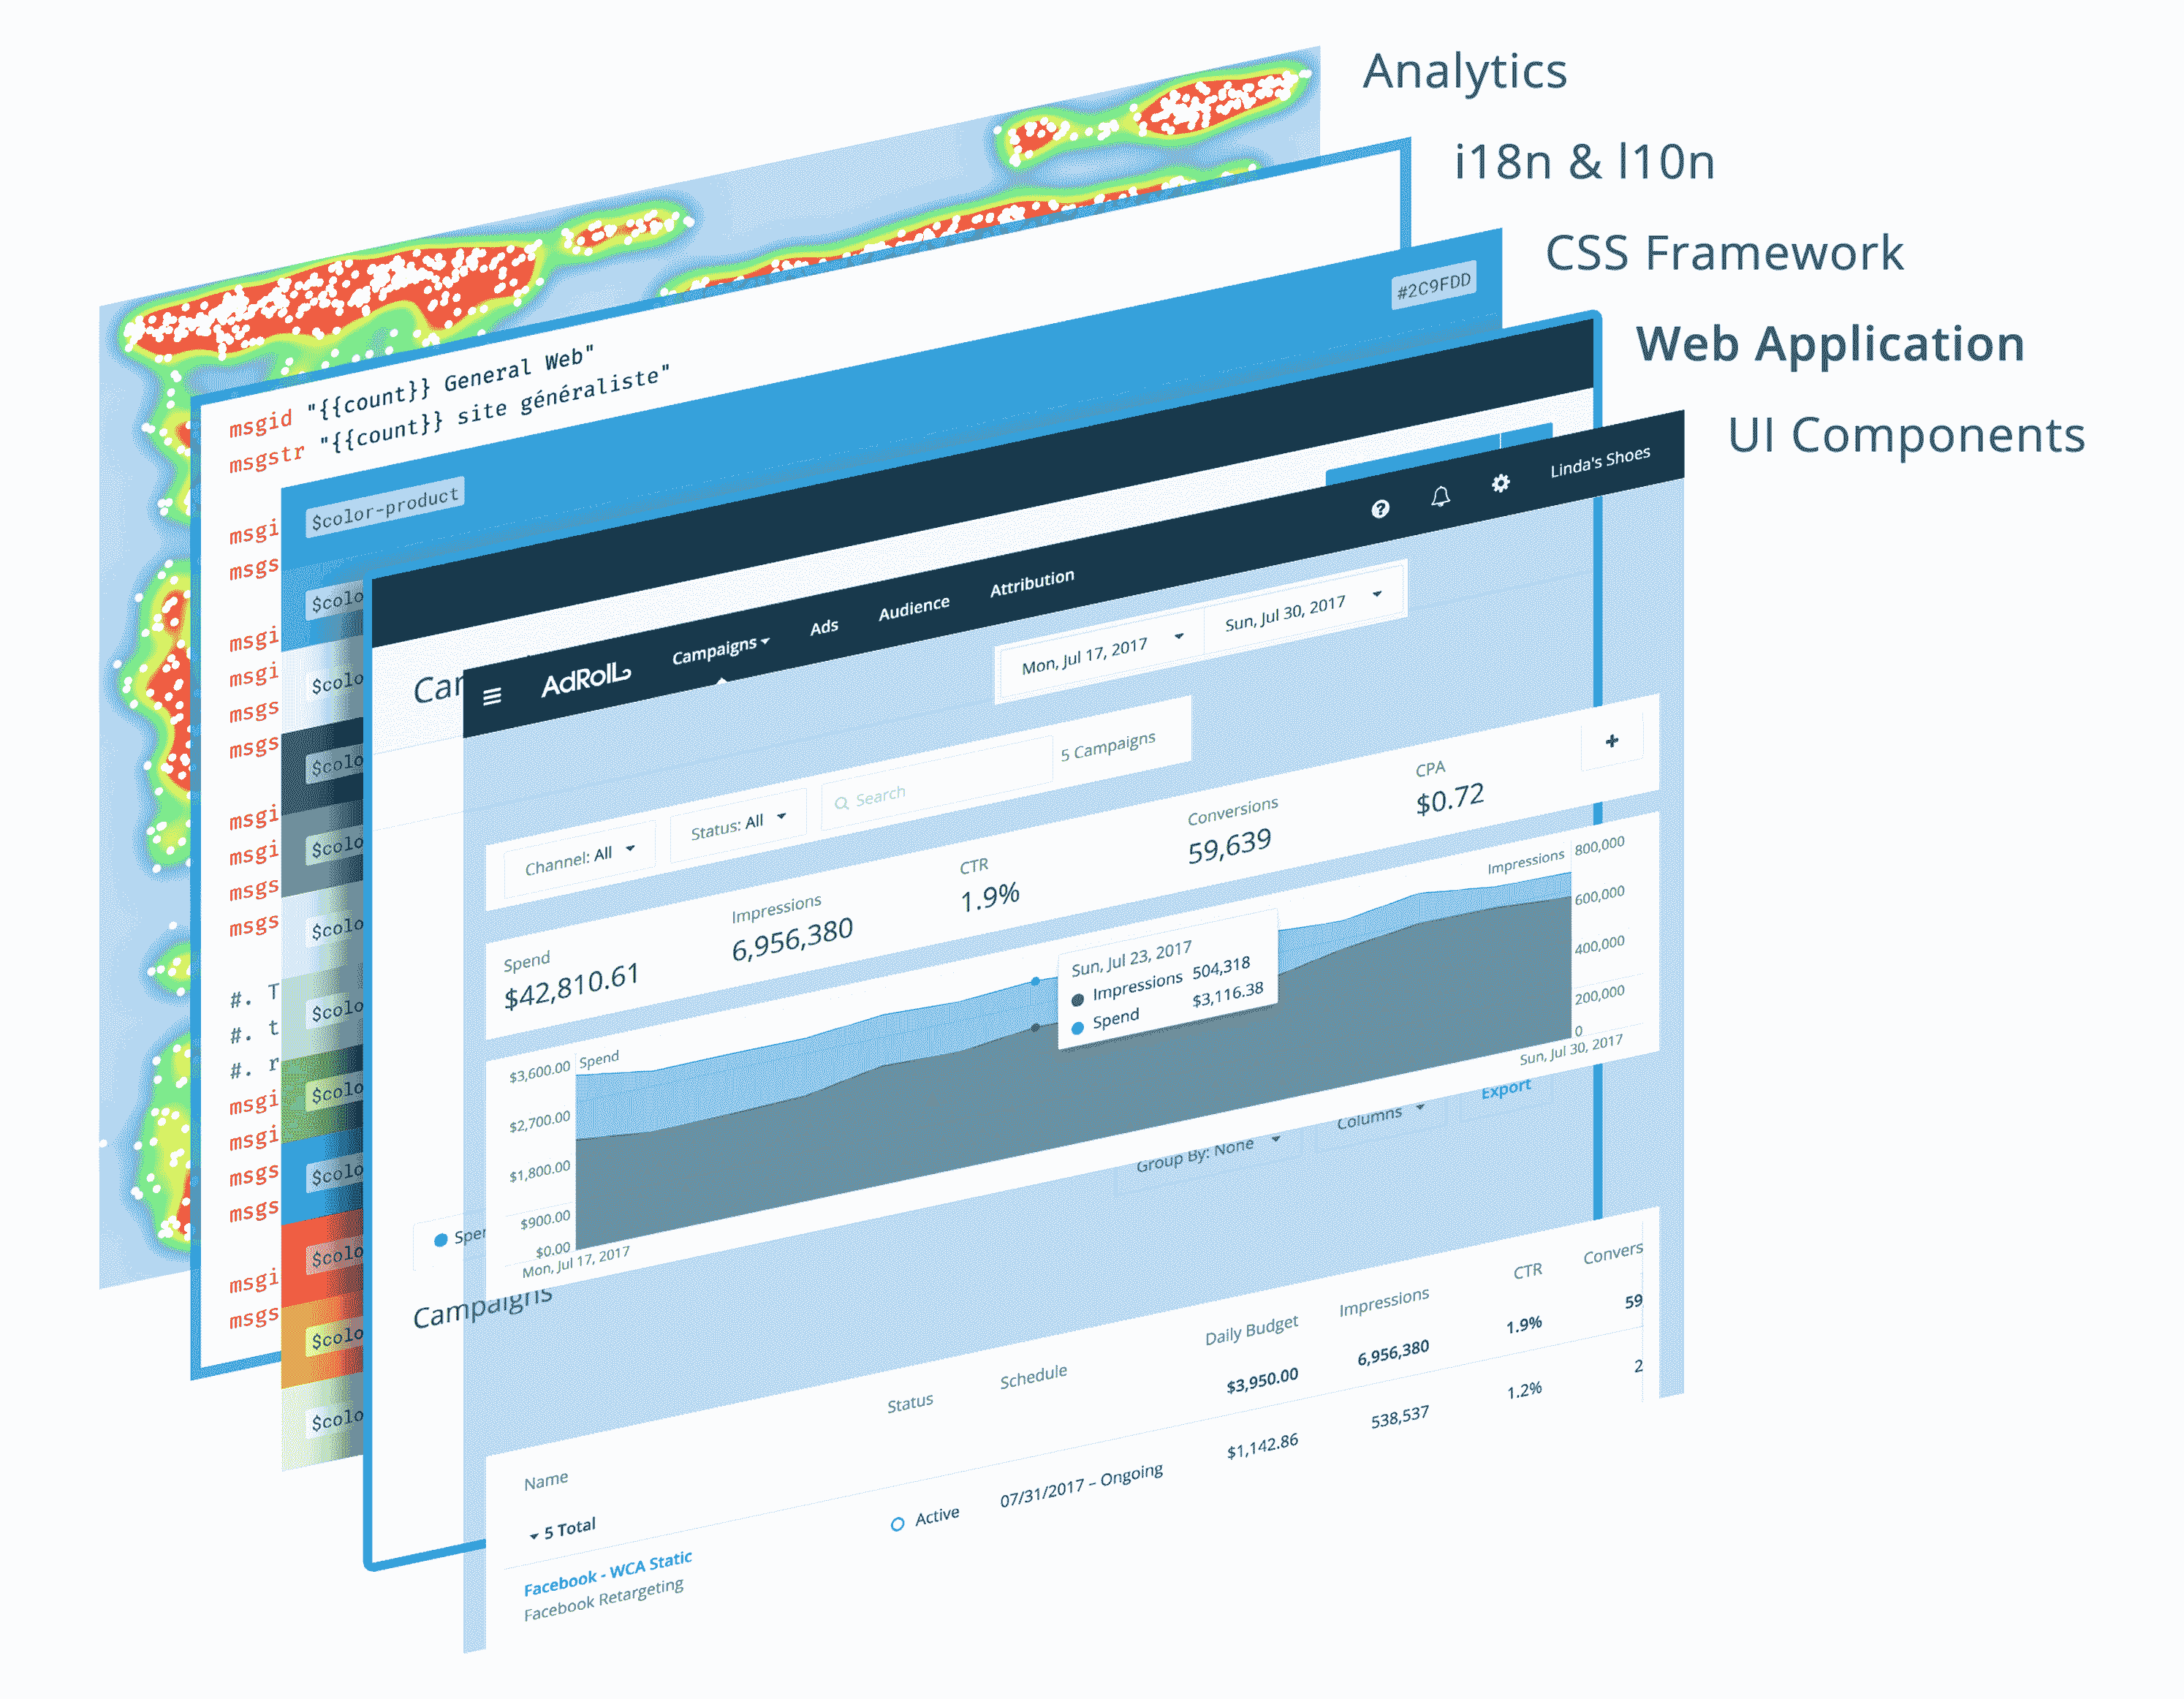 Analytics
i18n & l10n
CSS Framework
Web Application
UI Components
msgid "{{count}} General Web"
msgstr "{{count}} site généraliste"
msgi
msgs
msgi
msgi
msgs
msgs
msgi
msgi
msgs
msgs
#. T
#. t
#. r
msgi
msgi
msgs
msgs
msgi
msgs
#2C9FDD
$color-product
$colo
$colo
$colo
$colo
$colo
$colo
$colo
$colo
$colo
$colo
$colo
Car
Sper
Campaigns
Group By: None
Columns
Export
AdRoll
Campaigns
Ads
Audience
Attribution
?
Linda's Shoes
Mon, Jul 17, 2017
Sun, Jul 30, 2017
Channel: All
Status: All
Search
5 Campaigns
Spend
$42,810.61
Impressions
6,956,380
CTR
1.9%
Conversions
59,639
CPA
$0.72
+
Spend
$3,600.00
$2,700.00
$1,800.00
$900.00
$0.00
Mon, Jul 17, 2017
Sun, Jul 23, 2017
Impressions 504,318
Spend $3,116.38
Impressions
800,000
600,000
400,000
200,000
0
Sun, Jul 30, 2017
Name Status Schedule Daily Budget Impressions CTR Convers
5 Total $3,950.00 6,956,380 1.9% 59
Facebook - WCA Static Active 07/31/2017 – Ongoing $1,142.86 538,537 1.2% 2
Facebook Retargeting